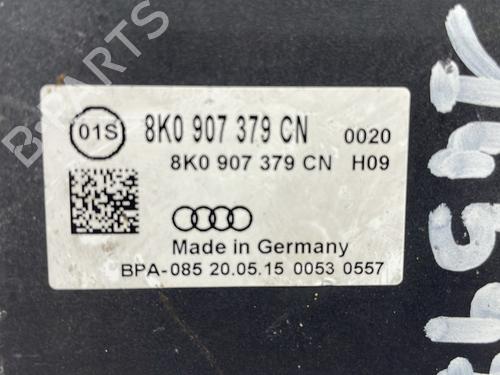 B-PARTS
01S
8K0 907 379 CN 0020
8K0 907 379 CN H09
Made in Germany
BPA-085 20.05.15 0053 0557